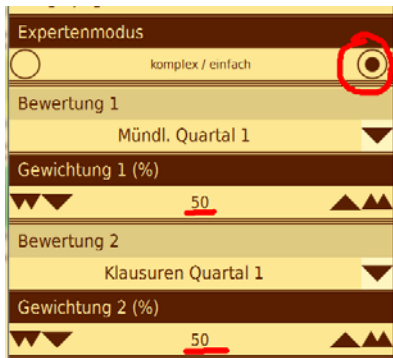 Expertenmodus
komplex / einfach
Bewertung 1
Mündl. Quartal 1
Gewichtung 1 (%)
50
Bewertung 2
Klausuren Quartal 1
Gewichtung 2 (%)
50